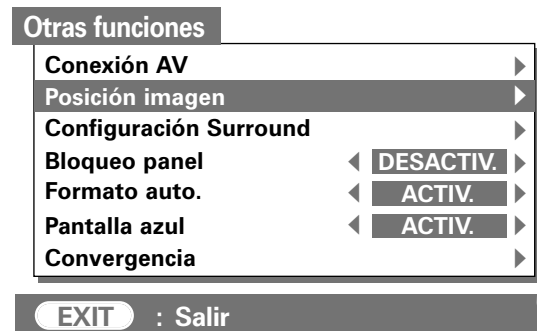 Otras funciones
Conexión AV
Posición imagen
Configuración Surround
Bloqueo panel DESACTIV.
Formato auto. ACTIV.
Pantalla azul ACTIV.
Convergencia
EXIT : Salir